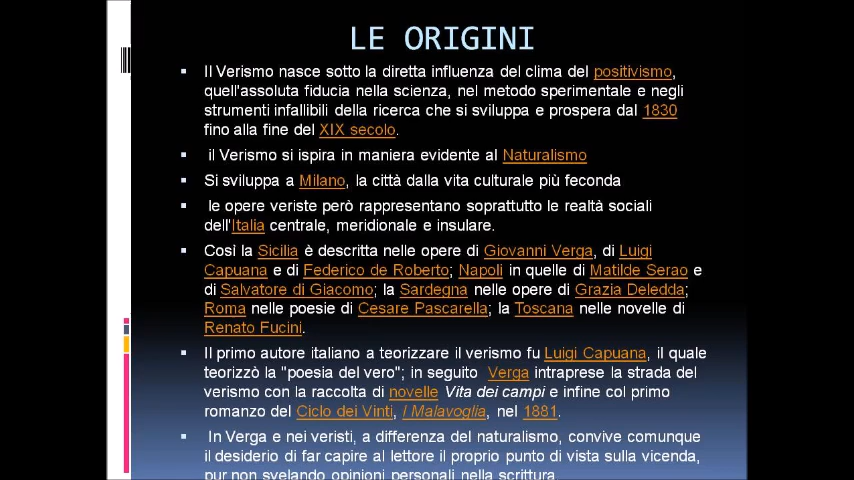 LE ORIGINI
Il Verismo nasce sotto la diretta influenza del clima del positivismo,
quell'assoluta fiducia nella scienza, nel metodo sperimentale e negli
strumenti infallibili della ricerca che si sviluppa e prospera dal 1830
fino alla fine del XIX secolo.
il Verismo si ispira in maniera evidente al Naturalismo
Si sviluppa a Milano, la città dalla vita culturale più feconda
le opere veriste però rappresentano soprattutto le realtà sociali
dell'Italia centrale, meridionale e insulare.
Così la Sicilia è descritta nelle opere di Giovanni Verga, di Luigi
Capuana e di Federico de Roberto; Napoli in quelle di Matilde Serao e
di Salvatore di Giacomo; la Sardegna nelle opere di Grazia Deledda;
Roma nelle poesie di Cesare Pascarella; la Toscana nelle novelle di
Renato Fucini.
Il primo autore italiano a teorizzare il verismo fu Luigi Capuana, il quale
teorizzò la "poesia del vero"; in seguito Verga intraprese la strada del
verismo con la raccolta di novelle Vita dei campi e infine col primo
romanzo del Ciclo dei Vinti, I Malavoglia, nel 1881.
In Verga e nei veristi, a differenza del naturalismo, convive comunque
il desiderio di far capire al lettore il proprio punto di vista sulla vicenda,
pur non svelando opinioni personali nella scrittura.